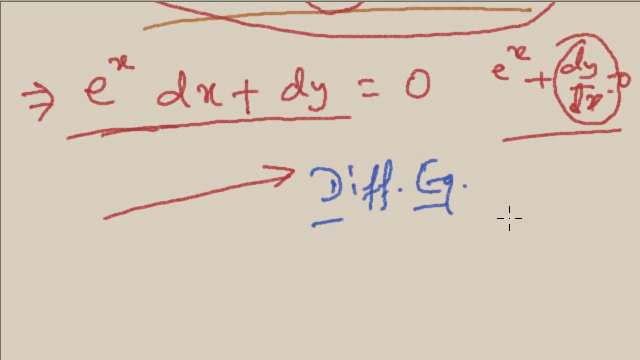 ⇒ e^x dx + dy = 0
e^x + dy/dx = 0
Diff. Eq.